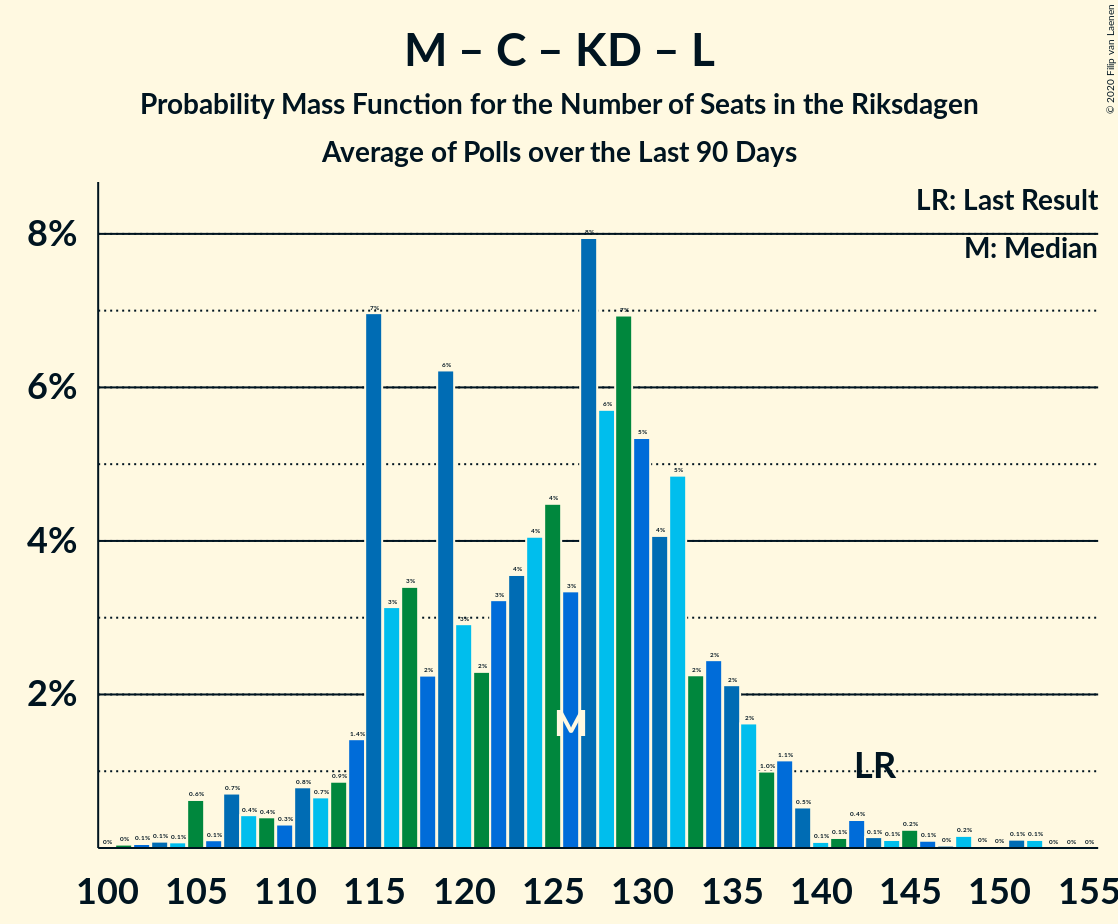 M – C – KD – L
Probability Mass Function for the Number of Seats in the Riksdagen
Average of Polls over the Last 90 Days
© 2020 Filip van Laenen
LR: Last Result
M: Median
8%
6%
4%
2%
0% 0% 0.1% 0.1% 0.1% 0.6% 0.1% 0.7% 0.4% 0.4% 0.3% 0.8% 0.7% 0.9% 1.4% 7% 3% 3% 2% 6% 3% 2% 3% 4% 4% 4% 3% 8% 6% 7% 5% 4% 5% 2% 2% 2% 2% 1.0% 1.1% 0.5% 0.1% 0.1% 0.4% 0.1% 0.1% 0.2% 0.1% 0% 0.2% 0% 0% 0.1% 0.1% 0% 0% 0%
M
LR
100 105 110 115 120 125 130 135 140 145 150 155